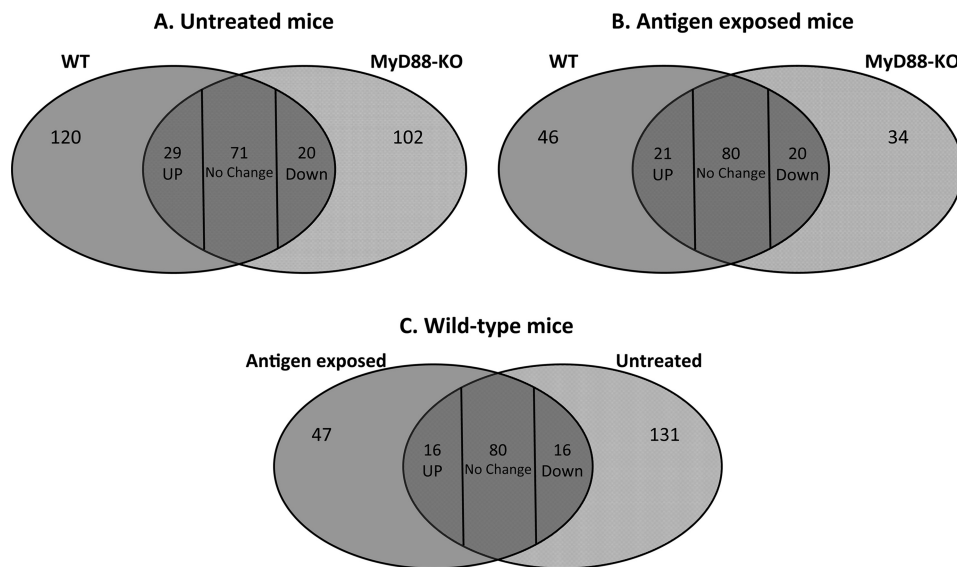 A. Untreated mice
WT
MyD88-KO
120
29
UP
71
No Change
20
Down
102
B. Antigen exposed mice
WT
MyD88-KO
46
21
UP
80
No Change
20
Down
34
C. Wild-type mice
Antigen exposed
Untreated
47
16
UP
80
No Change
16
Down
131